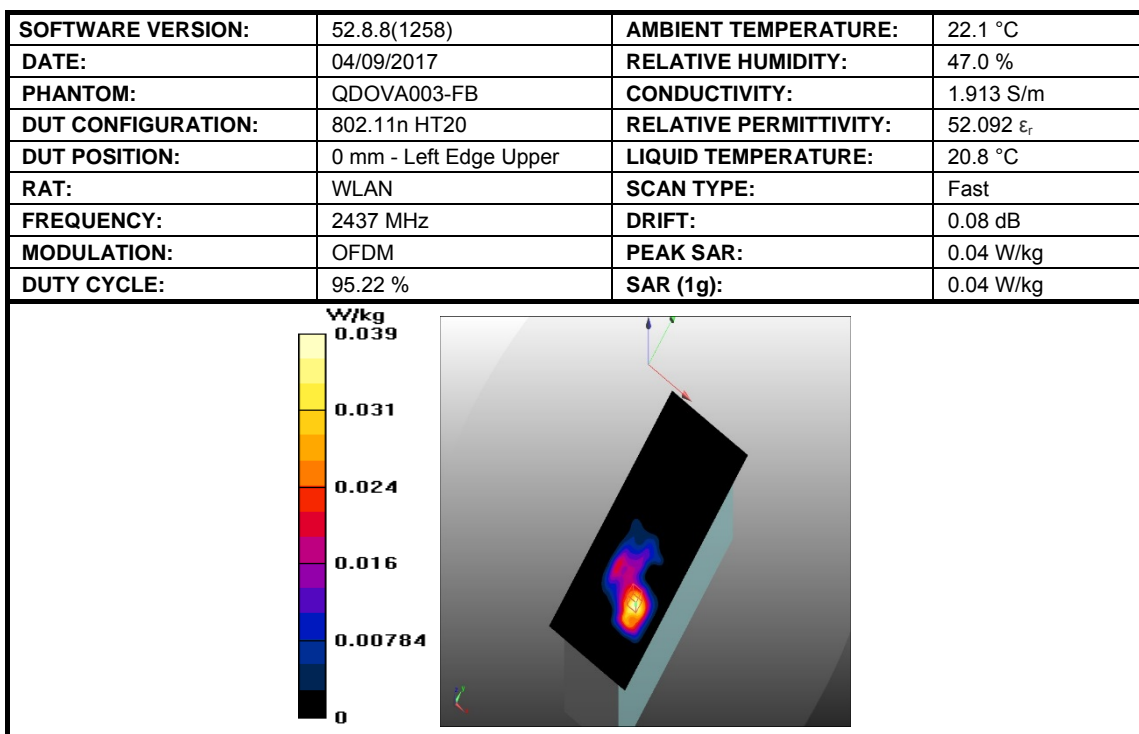 SOFTWARE VERSION: 52.8.8(1258) AMBIENT TEMPERATURE: 22.1 °C
DATE: 04/09/2017 RELATIVE HUMIDITY: 47.0 %
PHANTOM: QDOVA003-FB CONDUCTIVITY: 1.913 S/m
DUT CONFIGURATION: 802.11n HT20 RELATIVE PERMITTIVITY: 52.092 εr
DUT POSITION: 0 mm - Left Edge Upper LIQUID TEMPERATURE: 20.8 °C
RAT: WLAN SCAN TYPE: Fast
FREQUENCY: 2437 MHz DRIFT: 0.08 dB
MODULATION: OFDM PEAK SAR: 0.04 W/kg
DUTY CYCLE: 95.22 % SAR (1g): 0.04 W/kg
W/kg
0.039
0.031
0.024
0.016
0.00784
0